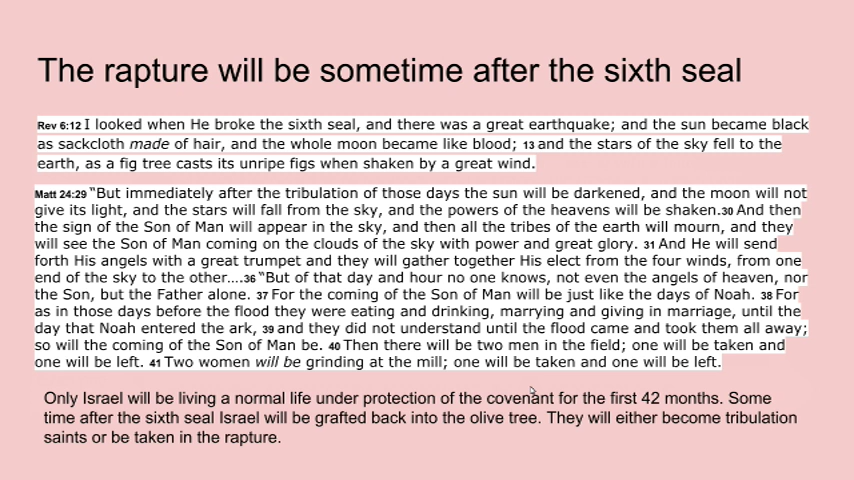 The rapture will be sometime after the sixth seal
Rev 6:12 I looked when He broke the sixth seal, and there was a great earthquake; and the sun became black
as sackcloth made of hair, and the whole moon became like blood; 13 and the stars of the sky fell to the
earth, as a fig tree casts its unripe figs when shaken by a great wind.
Matt 24:29 “But immediately after the tribulation of those days the sun will be darkened, and the moon will not
give its light, and the stars will fall from the sky, and the powers of the heavens will be shaken.30 And then
the sign of the Son of Man will appear in the sky, and then all the tribes of the earth will mourn, and they
will see the Son of Man coming on the clouds of the sky with power and great glory. 31 And He will send
forth His angels with a great trumpet and they will gather together His elect from the four winds, from one
end of the sky to the other....36 “But of that day and hour no one knows, not even the angels of heaven, nor
the Son, but the Father alone. 37 For the coming of the Son of Man will be just like the days of Noah. 38 For
as in those days before the flood they were eating and drinking, marrying and giving in marriage, until the
day that Noah entered the ark, 39 and they did not understand until the flood came and took them all away;
so will the coming of the Son of Man be. 40 Then there will be two men in the field; one will be taken and
one will be left. 41 Two women will be grinding at the mill; one will be taken and one will be left.
Only Israel will be living a normal life under protection of the covenant for the first 42 months. Some
time after the sixth seal Israel will be grafted back into the olive tree. They will either become tribulation
saints or be taken in the rapture.